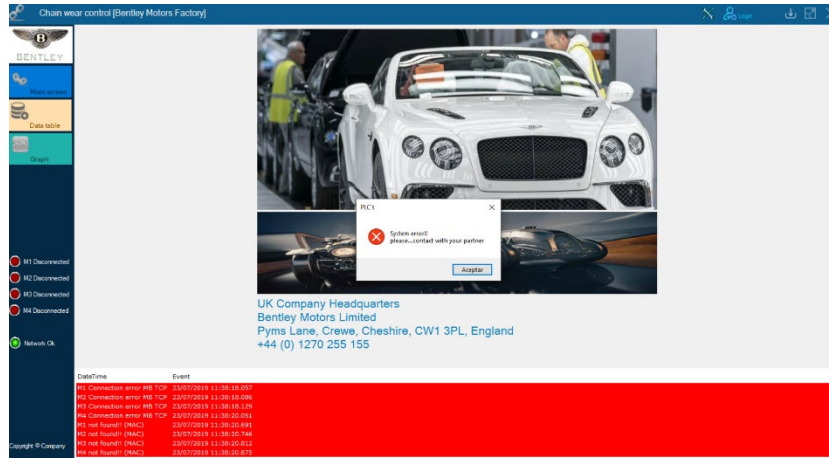 Chain wear control [Bentley Motors Factory]
Login
B
BENTLEY
Main screen
Data table
Graph
PLC's
System error!!
please...contact with your partner
Aceptar
M1 Disconnected
M2 Disconnected
M3 Disconnected
M4 Disconnected
Network Ok
UK Company Headquarters
Bentley Motors Limited
Pyms Lane, Crewe, Cheshire, CW1 3PL, England
+44 (0) 1270 255 155
DateTime Event
M1 Connection error MB TCP 23/07/2019 11:38:18.057
M2 Connection error MB TCP 23/07/2019 11:38:18.086
M3 Connection error MB TCP 23/07/2019 11:38:18.129
M4 Connection error MB TCP 23/07/2019 11:38:20.051
M1 not found!! (MAC) 23/07/2019 11:38:20.691
M2 not found!! (MAC) 23/07/2019 11:38:20.746
M3 not found!! (MAC) 23/07/2019 11:38:20.812
M4 not found!! (MAC) 23/07/2019 11:38:20.875
Copyright © Company